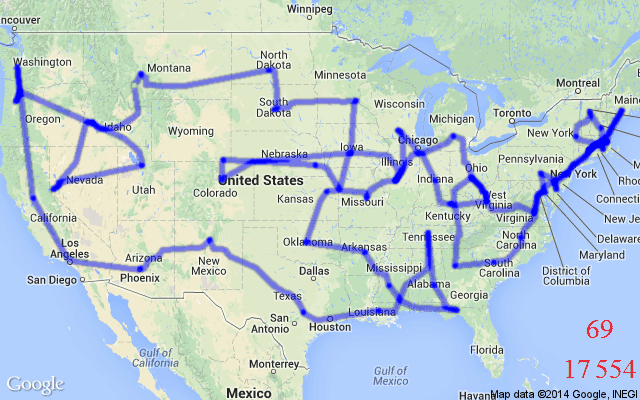 Winnipeg
Vancouver
Washington
Montana
North
Dakota
Minnesota
Montreal
Maine
Oregon
Idaho
South
Dakota
Wisconsin
Michigan
Toronto
New York
Wyoming
Iowa
Chicago
Nebraska
Illinois
Ohio
Pennsylvania
New York
Rhode
Connecticut
Nevada
Utah
Colorado
United States
Indiana
West
Virginia
New Jersey
Kansas
Missouri
Kentucky
Virginia
Delaware
Maryland
California
Los
Angeles
San Diego
Arizona
Phoenix
New
Mexico
Oklahoma
Arkansas
Tennessee
North
Carolina
District of
Columbia
Dallas
Mississippi
Alabama
South
Carolina
Georgia
Texas
San
Antonio
Houston
Louisiana
Florida
69
17 554
Gulf of
California
Monterrey
Gulf of
Mexico
Mexico
Havana
Google
Map data ©2014 Google, INEGI